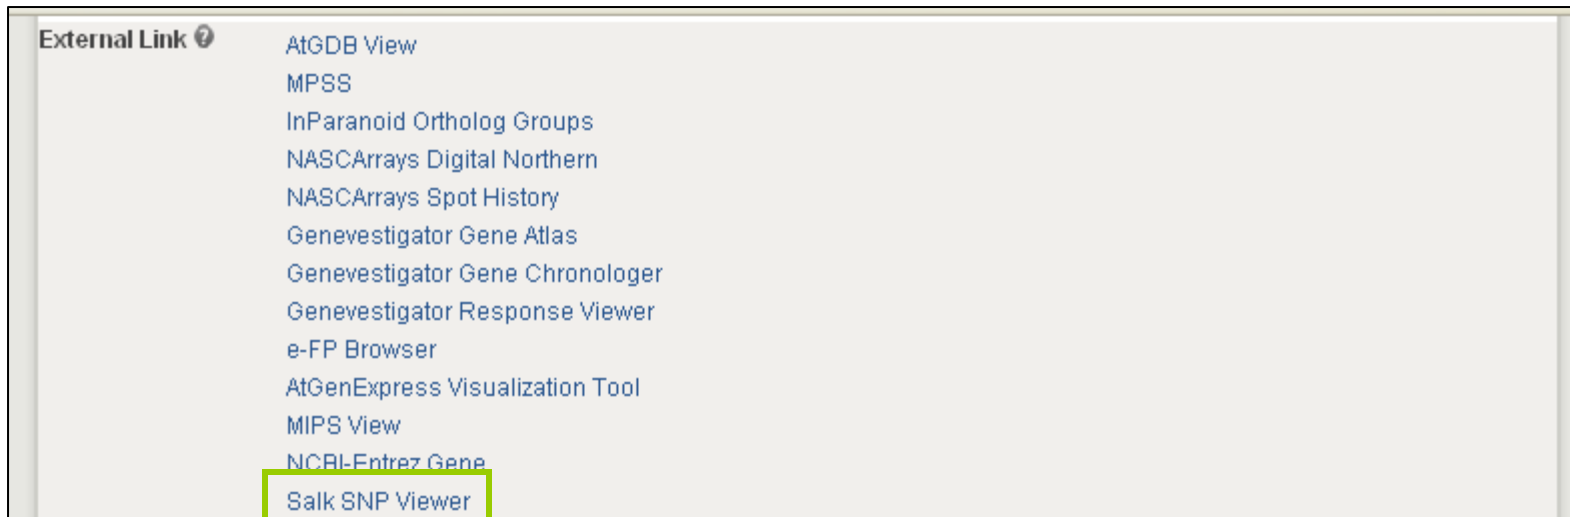 External Link ?
AtGDB View
MPSS
InParanoid Ortholog Groups
NASCArrays Digital Northern
NASCArrays Spot History
Genevestigator Gene Atlas
Genevestigator Gene Chronologer
Genevestigator Response Viewer
e-FP Browser
AtGenExpress Visualization Tool
MIPS View
NCBI-Entrez Gene
Salk SNP Viewer